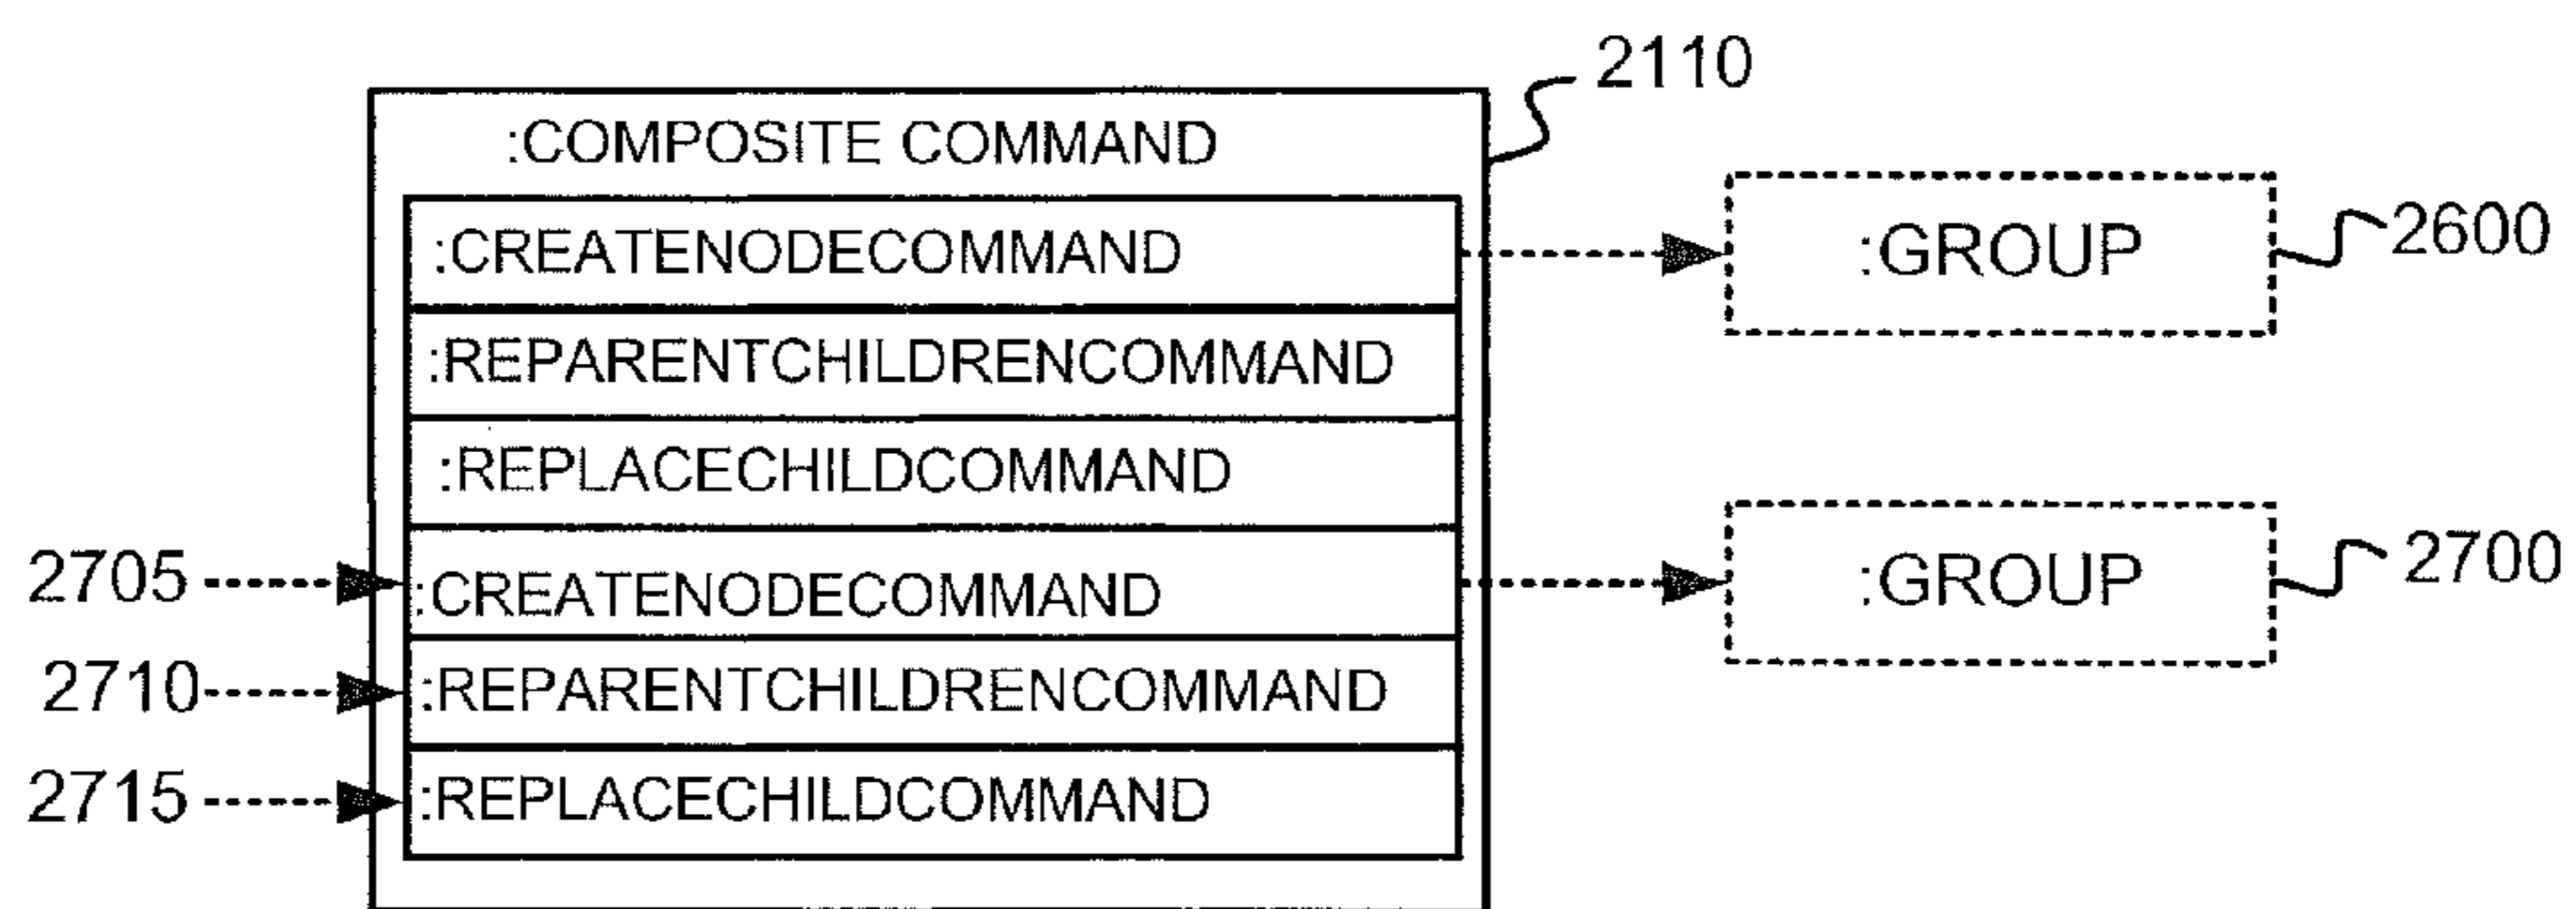 2110
:COMPOSITE COMMAND
:CREATENODECOMMAND
:GROUP
2600
:REPARENTCHILDRENCOMMAND
:REPLACECHILDCOMMAND
2705
:CREATENODECOMMAND
:GROUP
2700
2710
:REPARENTCHILDRENCOMMAND
2715
:REPLACECHILDCOMMAND